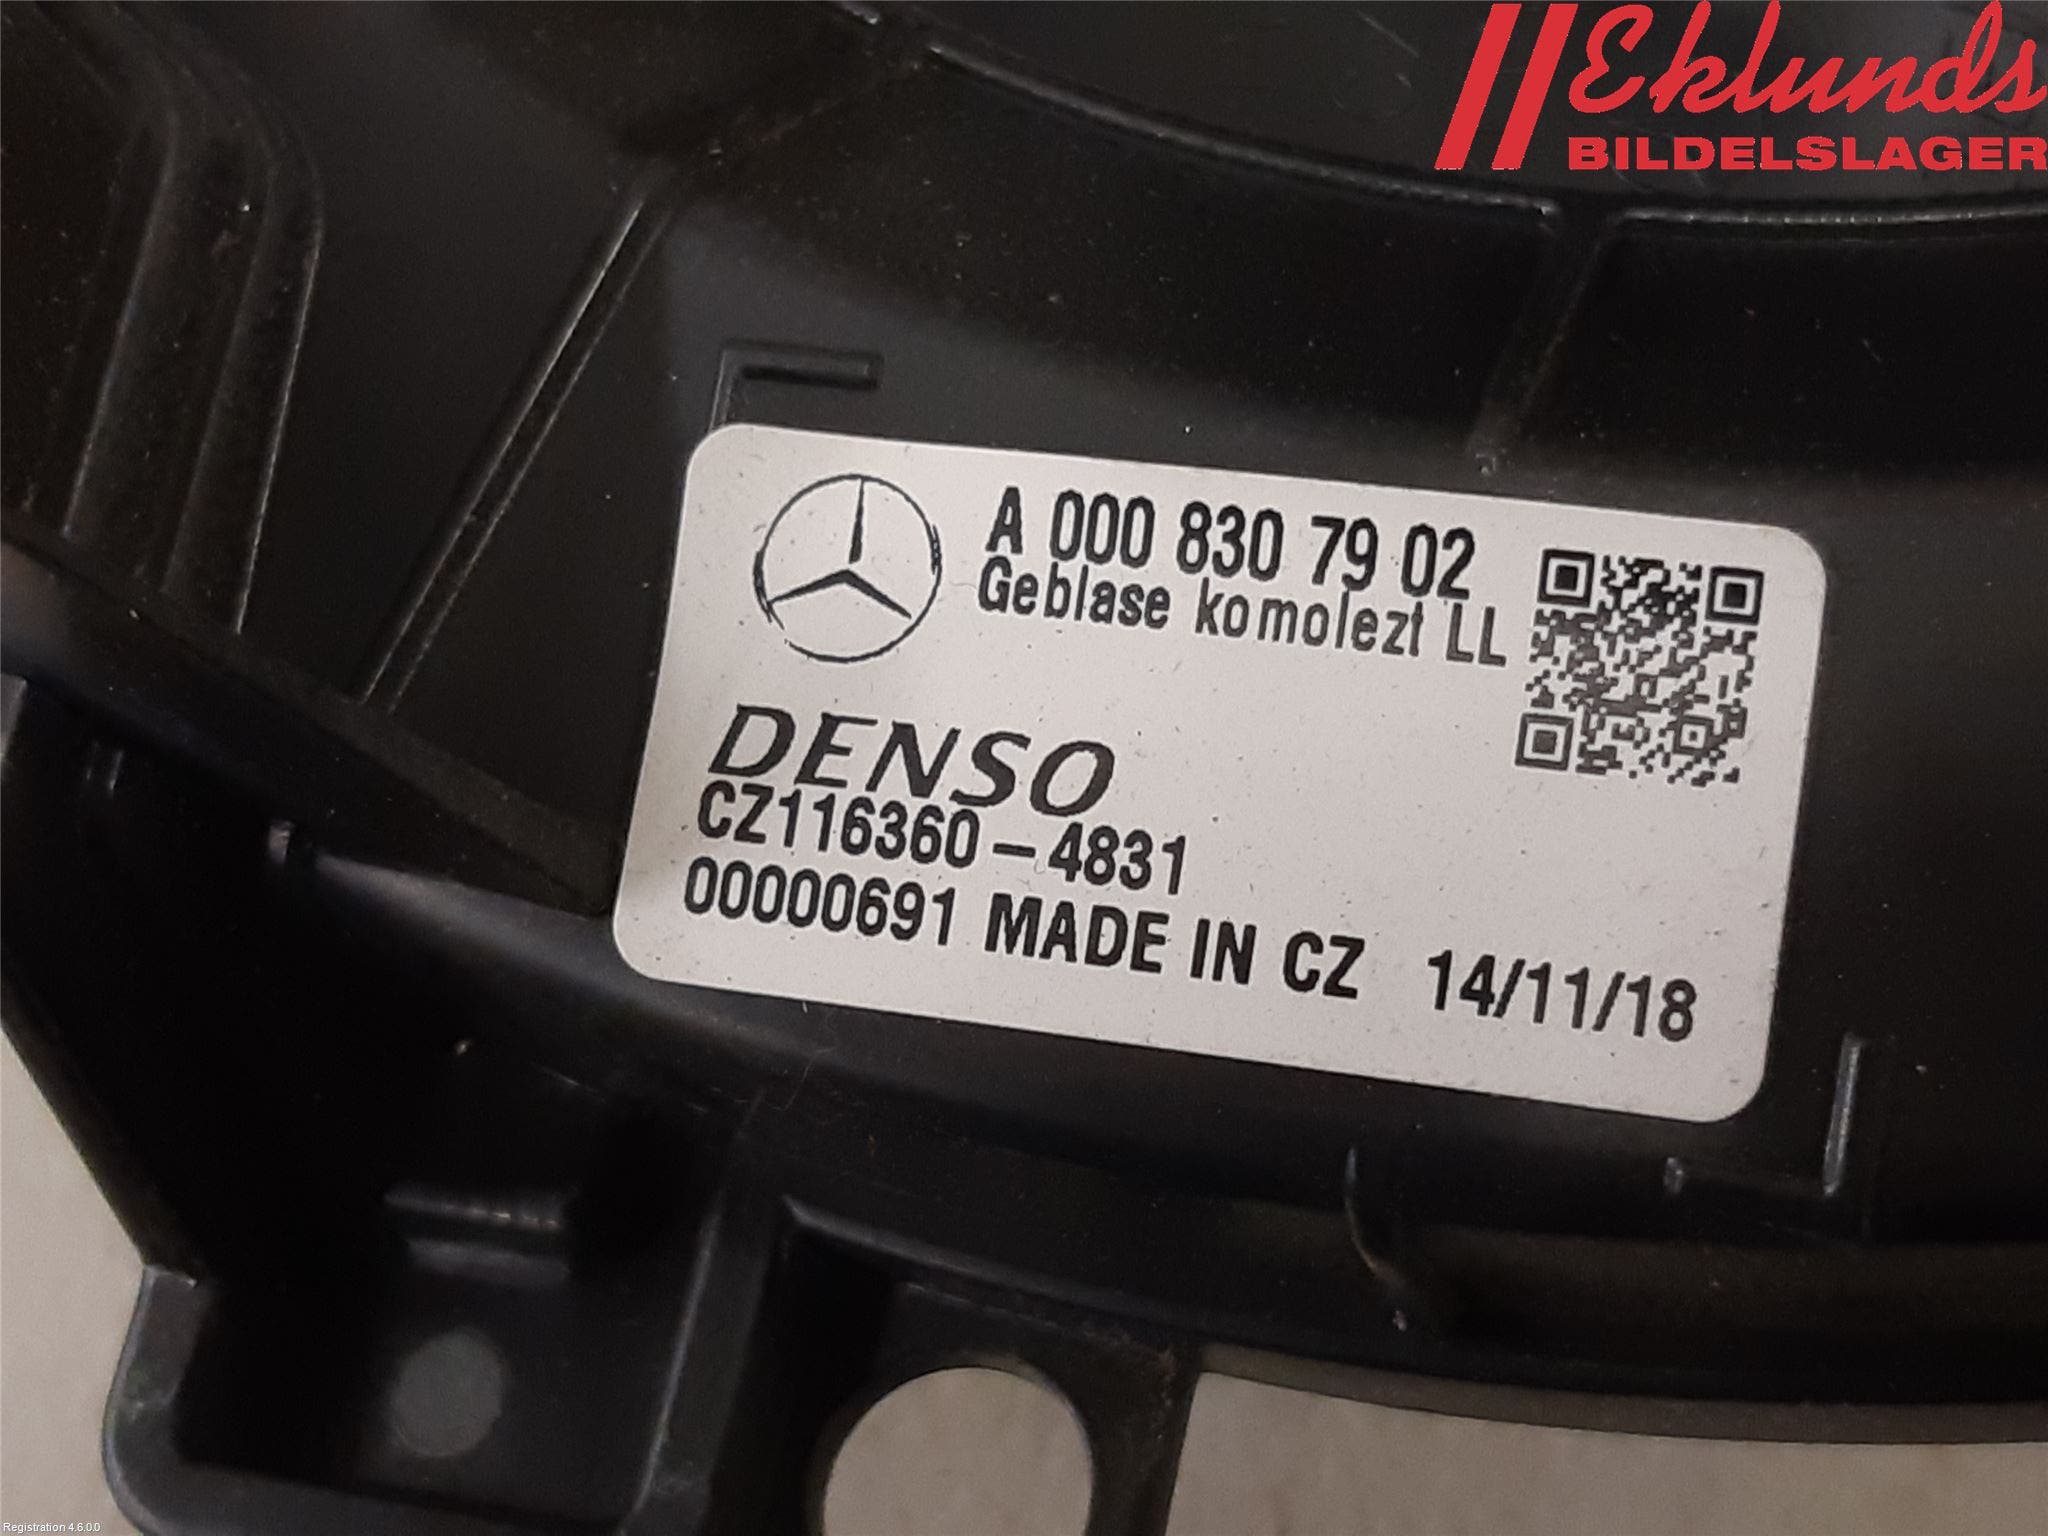 Eklunds
BILDELSLAGER
A 000 830 79 02
Geblase komolezt LL
DENSO
CZ116360-4831
00000691 MADE IN CZ 14/11/18
Registration 4.6.0.0